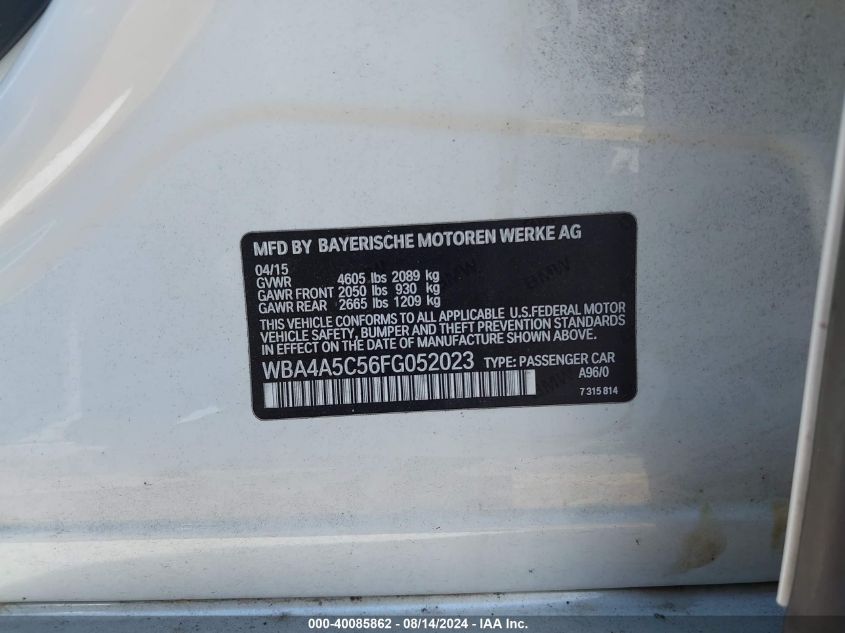 MFD BY BAYERISCHE MOTOREN WERKE AG
04/15
GVWR 4605 lbs 2089 kg
GAWR FRONT 2050 lbs 930 kg
GAWR REAR 2665 lbs 1209 kg
THIS VEHICLE CONFORMS TO ALL APPLICABLE U.S.FEDERAL MOTOR
VEHICLE SAFETY, BUMPER AND THEFT PREVENTION STANDARDS
IN EFFECT ON THE DATE OF MANUFACTURE SHOWN ABOVE.
WBA4A5C56FG052023 TYPE: PASSENGER CAR
A96/0
7 315 814
000-40085862 - 08/14/2024 - IAA Inc.